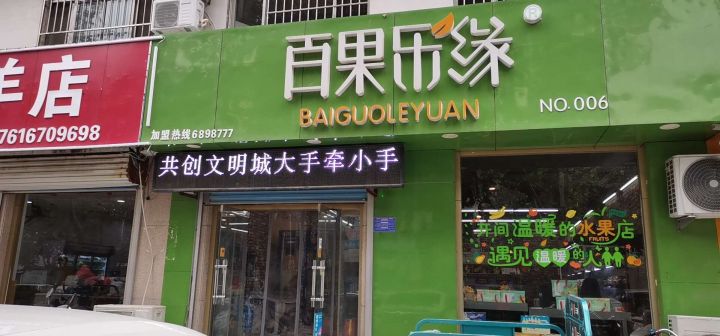 羊店
7616709698
百果乐缘
®
BAIGUOLEYUAN
NO.006
加盟热线6898777
共创文明城大手牵小手
开间温暖的水果店
FRUITS
遇见温暖的人